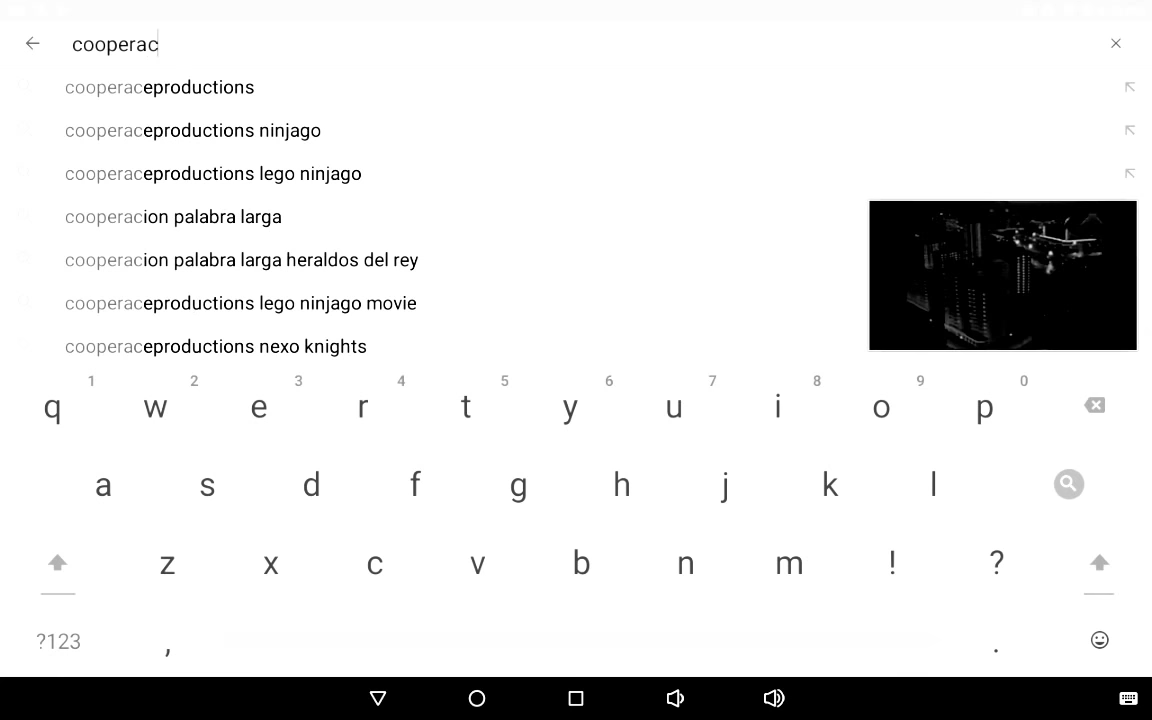 cooperac
cooperaceproductions
cooperaceproductions ninjago
cooperaceproductions lego ninjago
cooperacion palabra larga
cooperacion palabra larga heraldos del rey
cooperaceproductions lego ninjago movie
cooperaceproductions nexo knights
1 2 3 4 5 6 7 8 9 0
q w e r t y u i o p
a s d f g h j k l
z x c v b n m ! ?
?123 , .